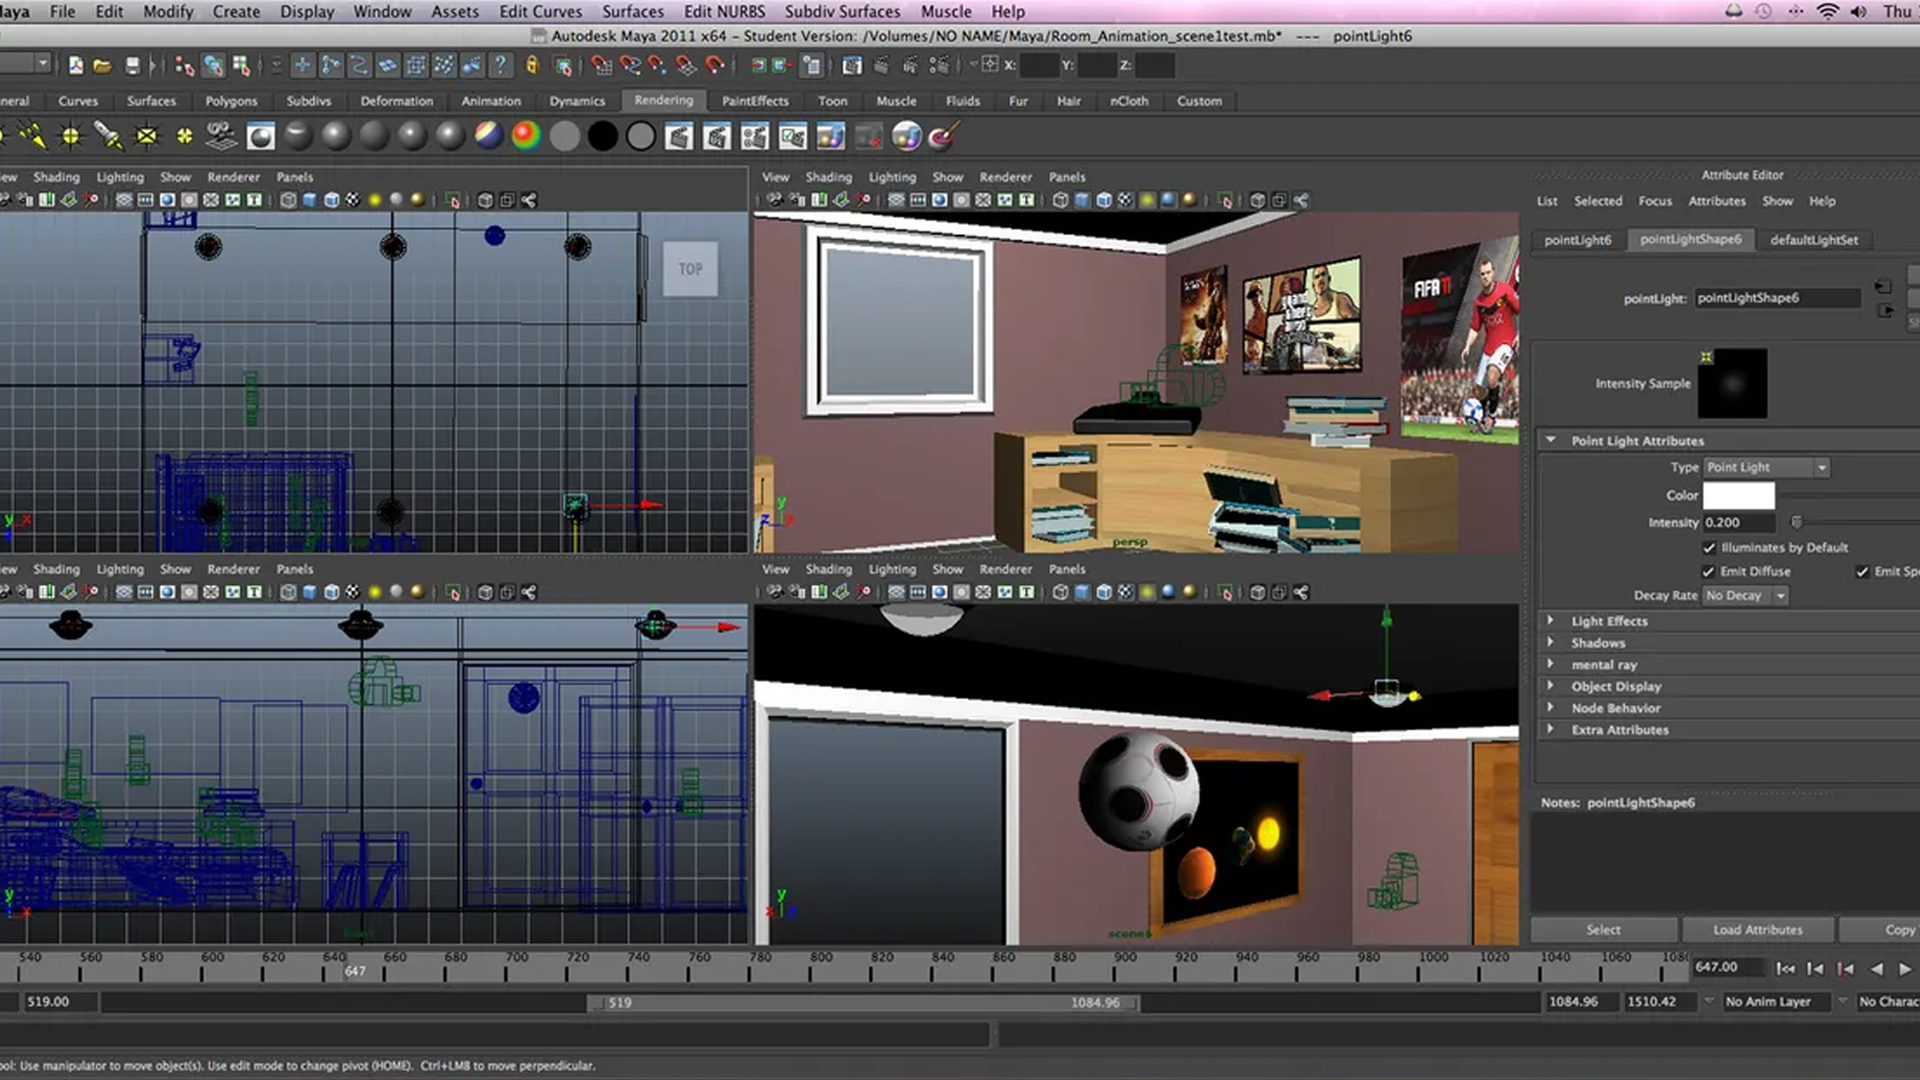 Maya File Edit Modify Create Display Window Assets Edit Curves Surfaces Edit NURBS Subdiv Surfaces Muscle Help Thu
Autodesk Maya 2011 x64 - Student Version: /Volumes/NO NAME/Maya/Room_Animation_scene1test.mb* --- pointLight6
X: Y: Z:
neral Curves Surfaces Polygons Subdivs Deformation Animation Dynamics Rendering PaintEffects Toon Muscle Fluids Fur Hair nCloth Custom
Attribute Editor
ew Shading Lighting Show Renderer Panels
View Shading Lighting Show Renderer Panels
List Selected Focus Attributes Show Help
pointLight6 pointLightShape6 defaultLightSet
TOP
FIFA 11
grand theft auto
pointLight: pointLightShape6
Intensity Sample
Point Light Attributes
Type Point Light
Color
Intensity 0.200
Illuminates by Default
Emit Diffuse Emit Spe
Decay Rate No Decay
Light Effects
Shadows
mental ray
Object Display
Node Behavior
Extra Attributes
y x
y z
persp
ew Shading Lighting Show Renderer Panels
View Shading Lighting Show Renderer Panels
Notes: pointLightShape6
y x
y x z
Select Load Attributes Copy
540 560 580 600 620 640 660 680 700 720 740 760 780 800 820 840 860 880 900 920 940 960 980 1000 1020 1040 1060 108
647
647.00
519.00 519 1084.96 1084.96 1510.42 No Anim Layer No Charac
ool: Use manipulator to move object(s). Use edit mode to change pivot (HOME). Ctrl+LMB to move perpendicular.